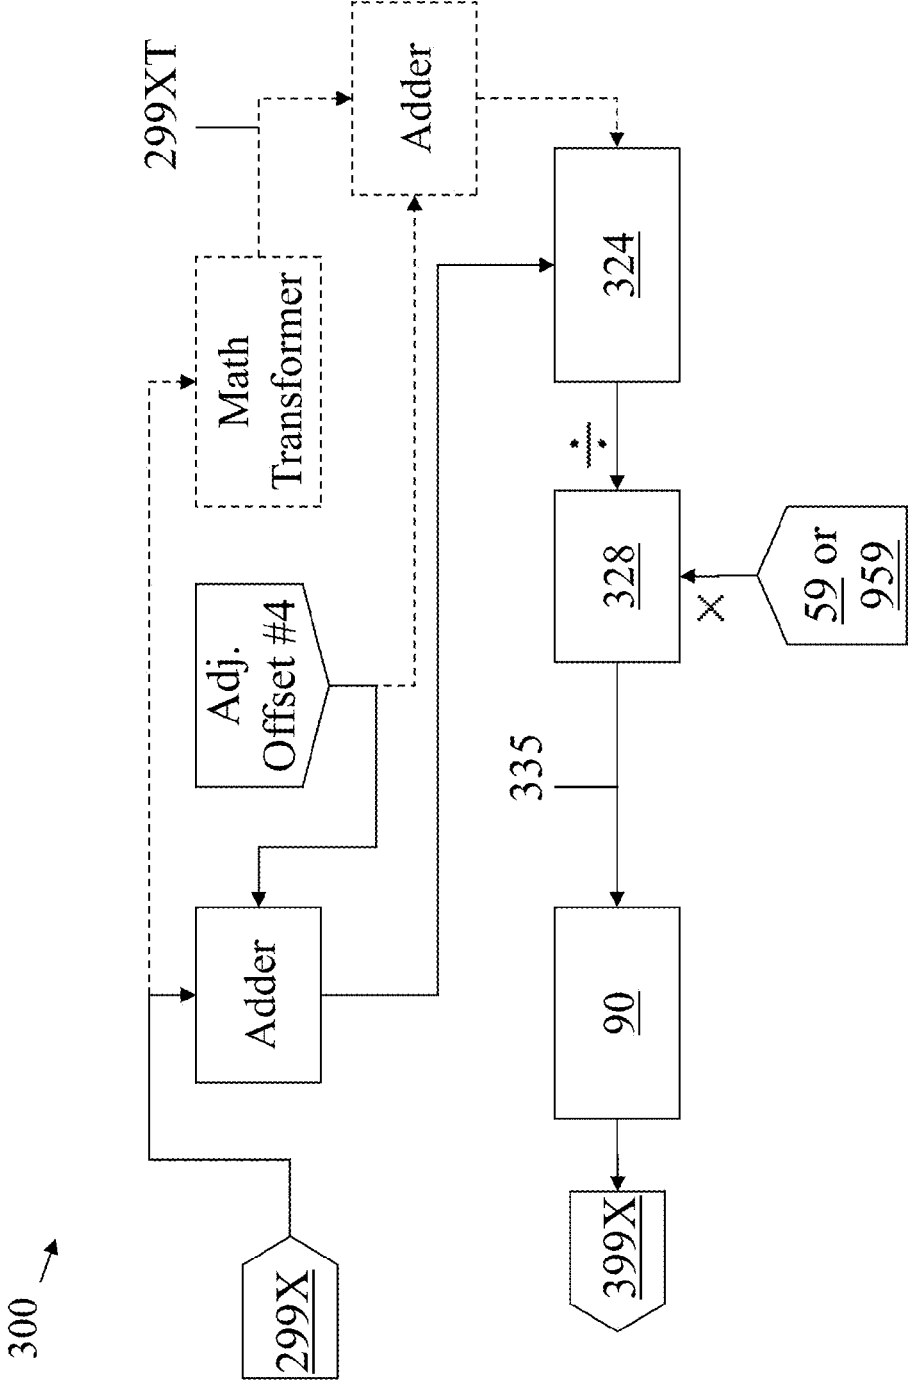 300
299X
Adder
Adj.
Offset #4
Math
Transformer
299XT
Adder
324
÷
328
X
59 or
959
335
90
399X